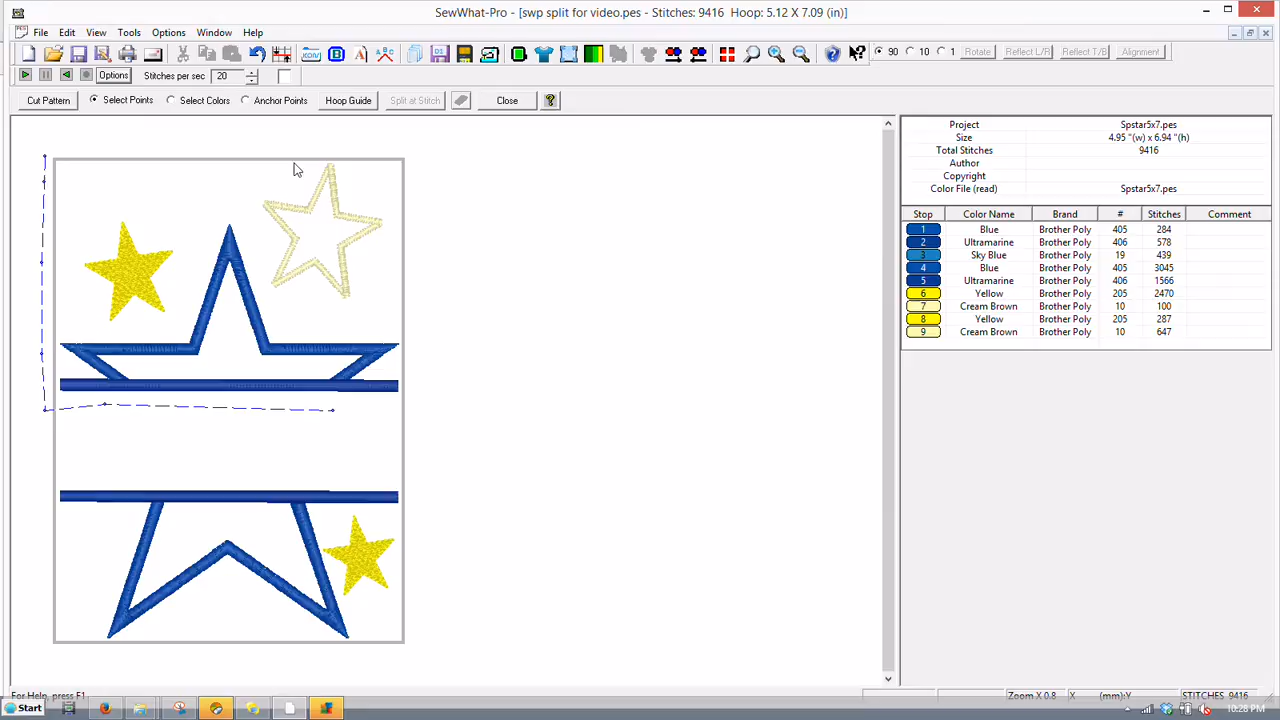 SewWhat-Pro - [swp split for video.pes - Stitches: 9416  Hoop: 5.12 X 7.09 (in)]
File Edit View Tools Options Window Help
90 10 1 Rotate Select All Reflect ? Alignment
Options Stitches per sec 20
Cut Pattern Select Points Select Colors Anchor Points Hoop Guide Split at Stitch Close
Project Spstar5x7.pes
Size 4.95 "(w) x 6.94 "(h)
Total Stitches 9416
Author
Copyright
Color File (read) Spstar5x7.pes
Stop Color Name Brand # Stitches Comment
1 Blue Brother Poly 405 284
2 Ultramarine Brother Poly 406 578
3 Sky Blue Brother Poly 19 439
4 Blue Brother Poly 405 3045
5 Ultramarine Brother Poly 406 1566
6 Yellow Brother Poly 205 2470
7 Cream Brown Brother Poly 10 100
8 Yellow Brother Poly 205 287
9 Cream Brown Brother Poly 10 647
For Help, press F1
Zoom X 0.8 X (mm):Y STITCHES 9416
Start 10:28 PM